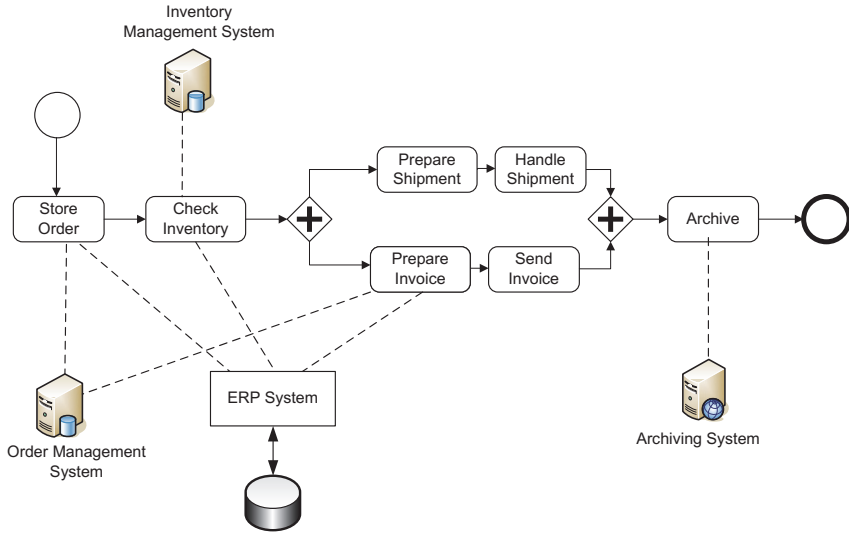 Inventory
Management System
Store
Order
Check
Inventory
Prepare
Shipment
Handle
Shipment
Prepare
Invoice
Send
Invoice
Archive
ERP System
Order Management
System
Archiving System